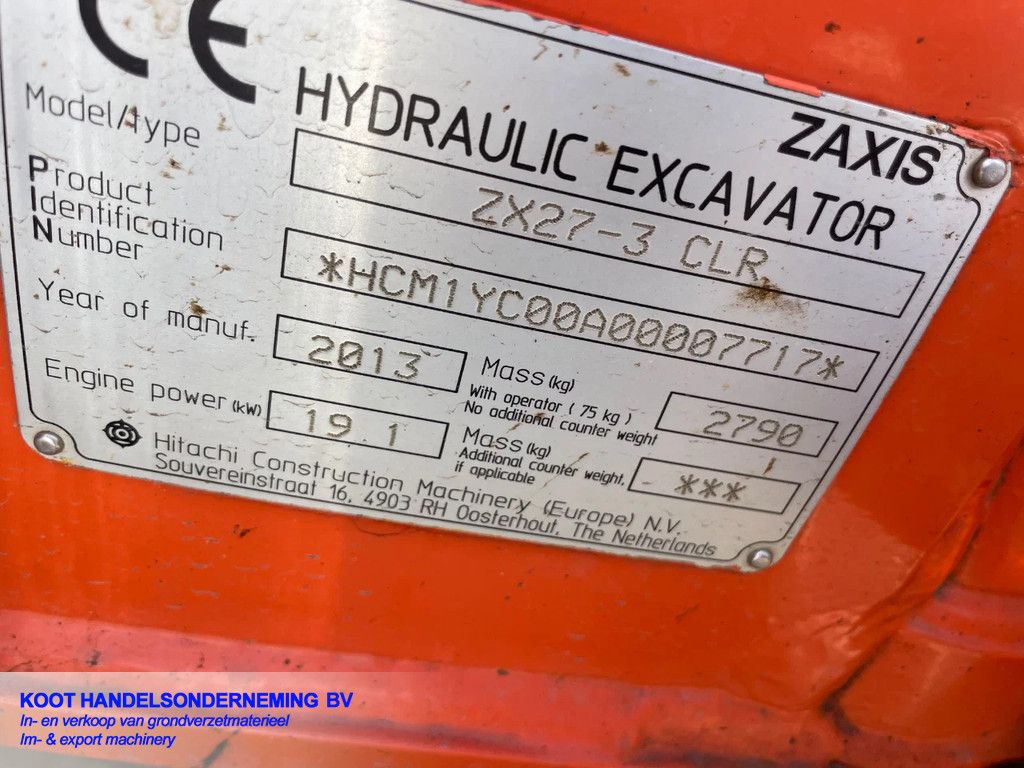 CE
HYDRAULIC EXCAVATOR
ZAXIS
Model/type
ZX27-3 CLR
Product
Identification
Number
*HCM1YC00A00007717*
Year of manuf.
2013
Mass (kg)
With operator ( 75 kg )
No additional counter weight
2790
Engine power (kW)
19.1
Mass (kg)
Additional counter weight,
if applicable
***
Hitachi Construction Machinery (Europe) N.V.
Souvereinstraat 16, 4903 RH Oosterhout, The Netherlands
KOOT HANDELSONDERNEMING BV
In- en verkoop van grondverzetmaterieel
Im- & export machinery